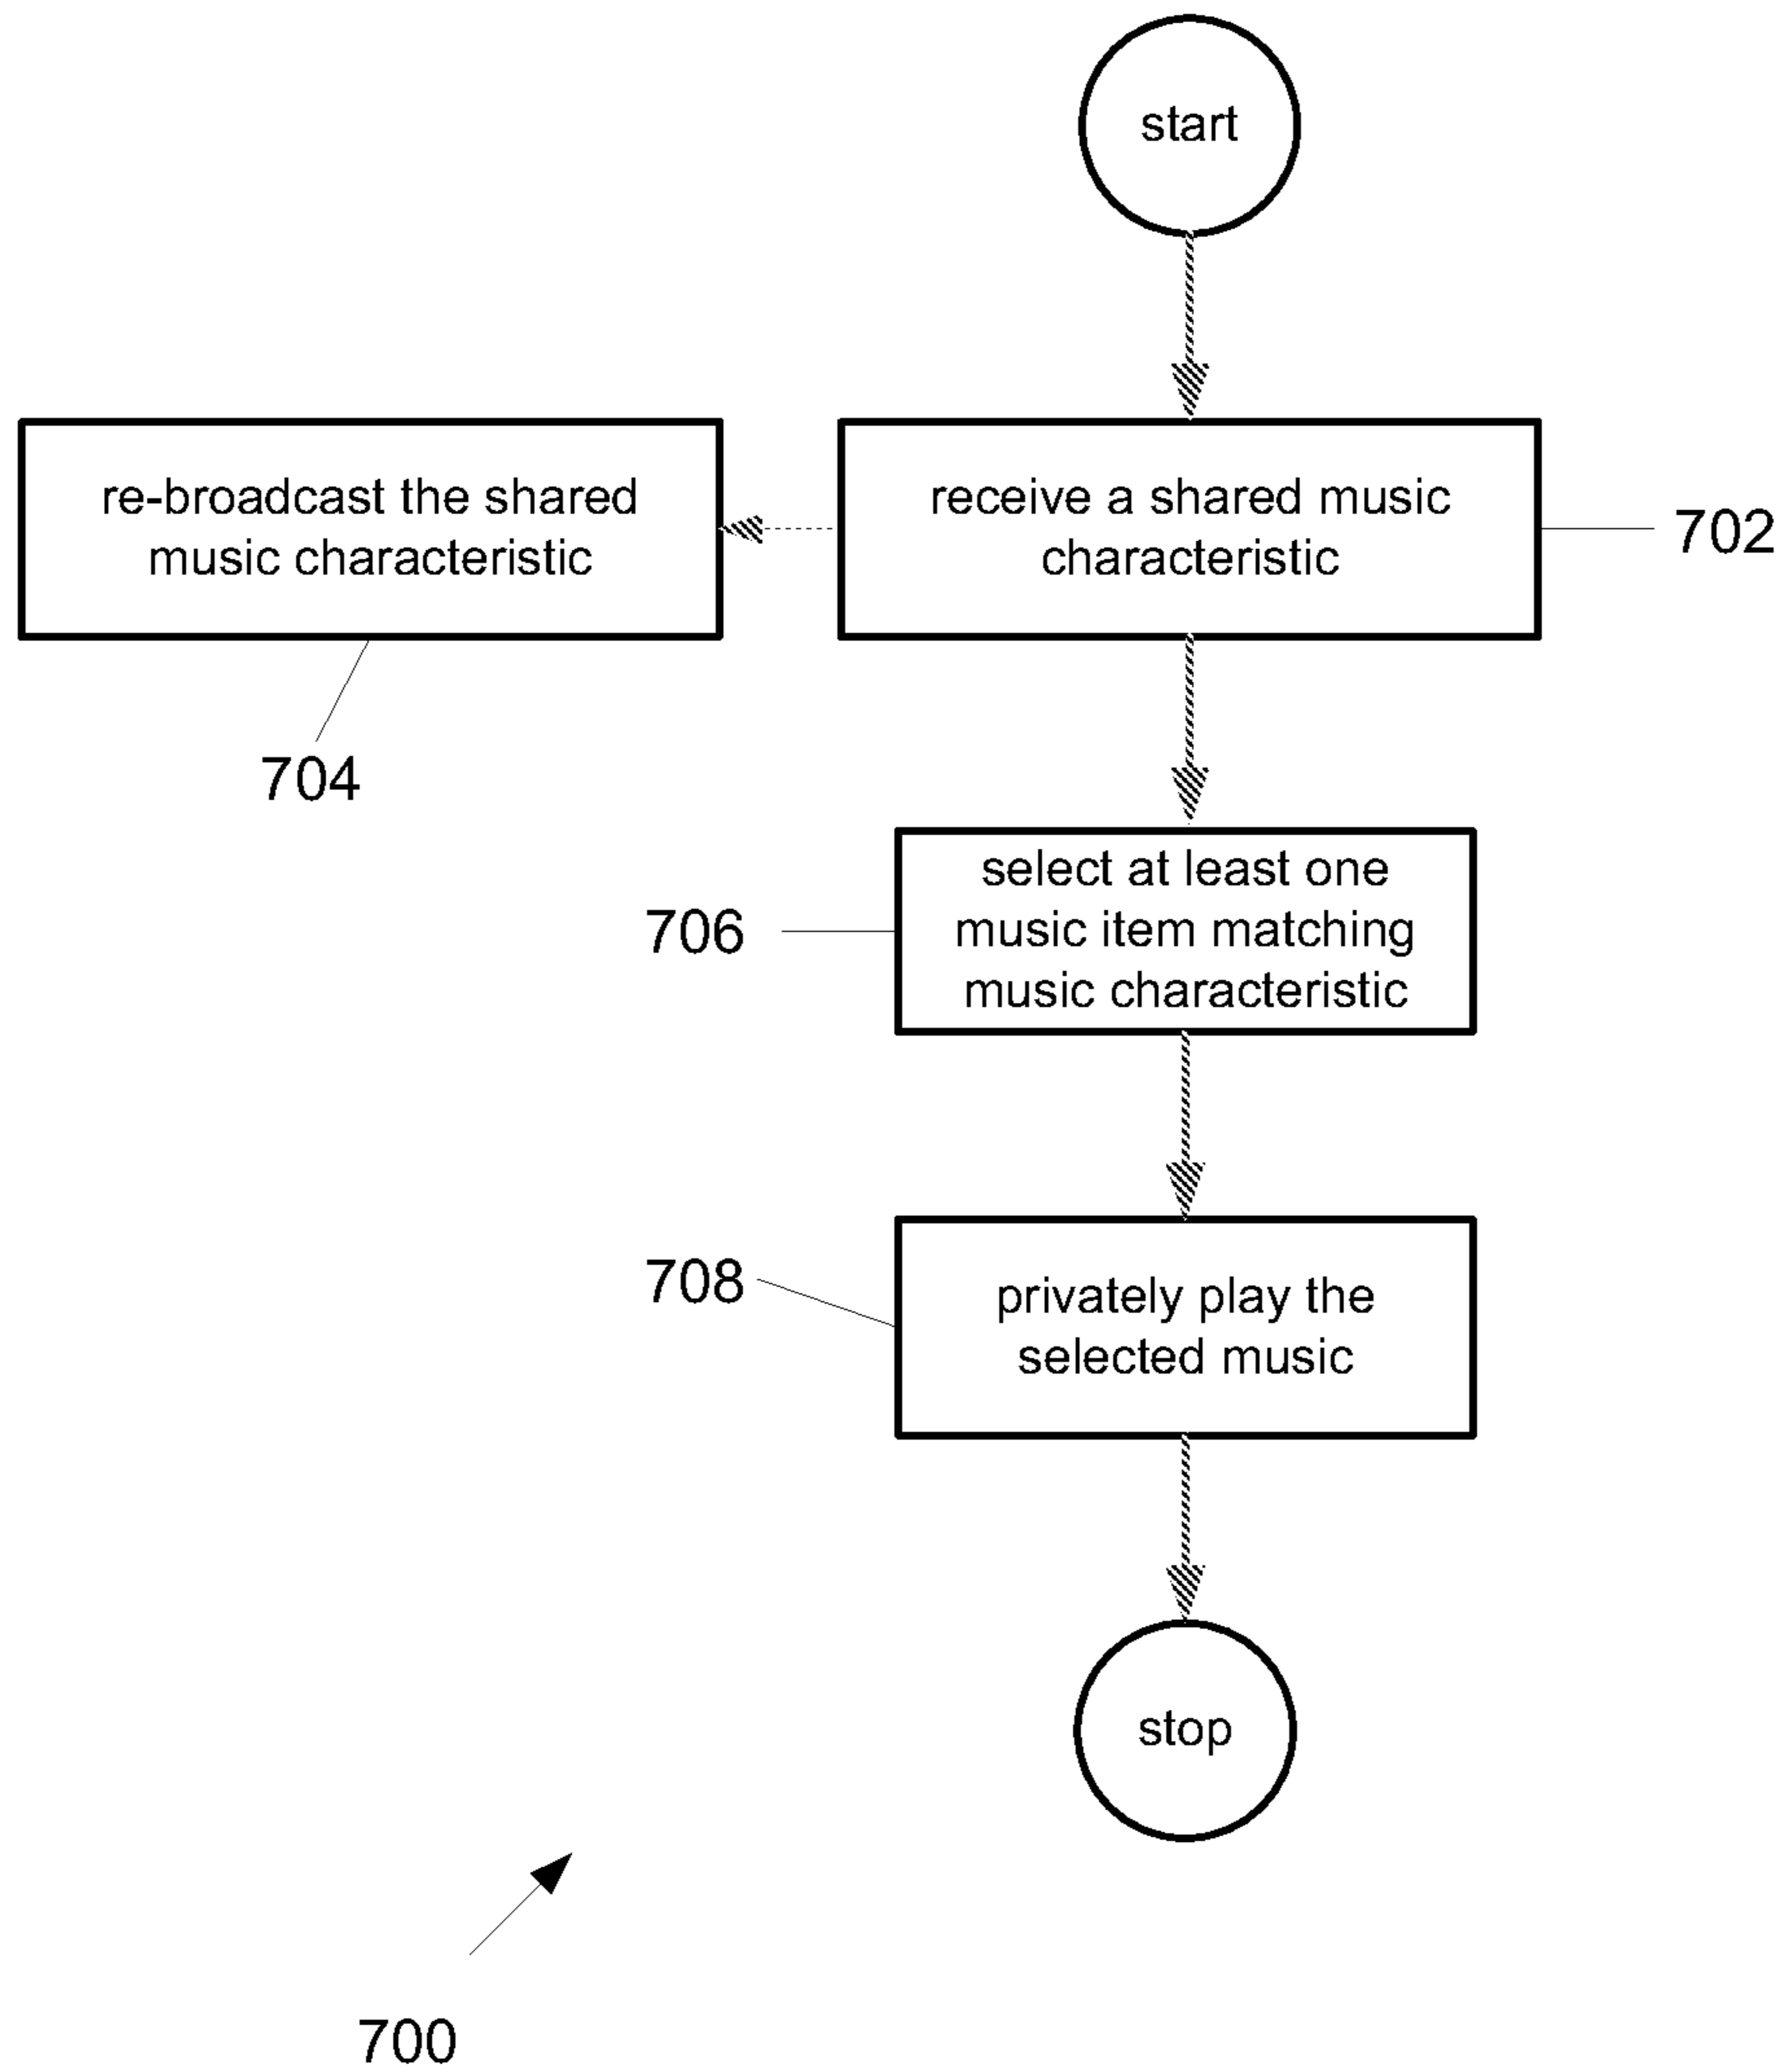 start
re-broadcast the shared
music characteristic
receive a shared music
characteristic
702
704
select at least one
music item matching
music characteristic
706
708
privately play the
selected music
stop
700